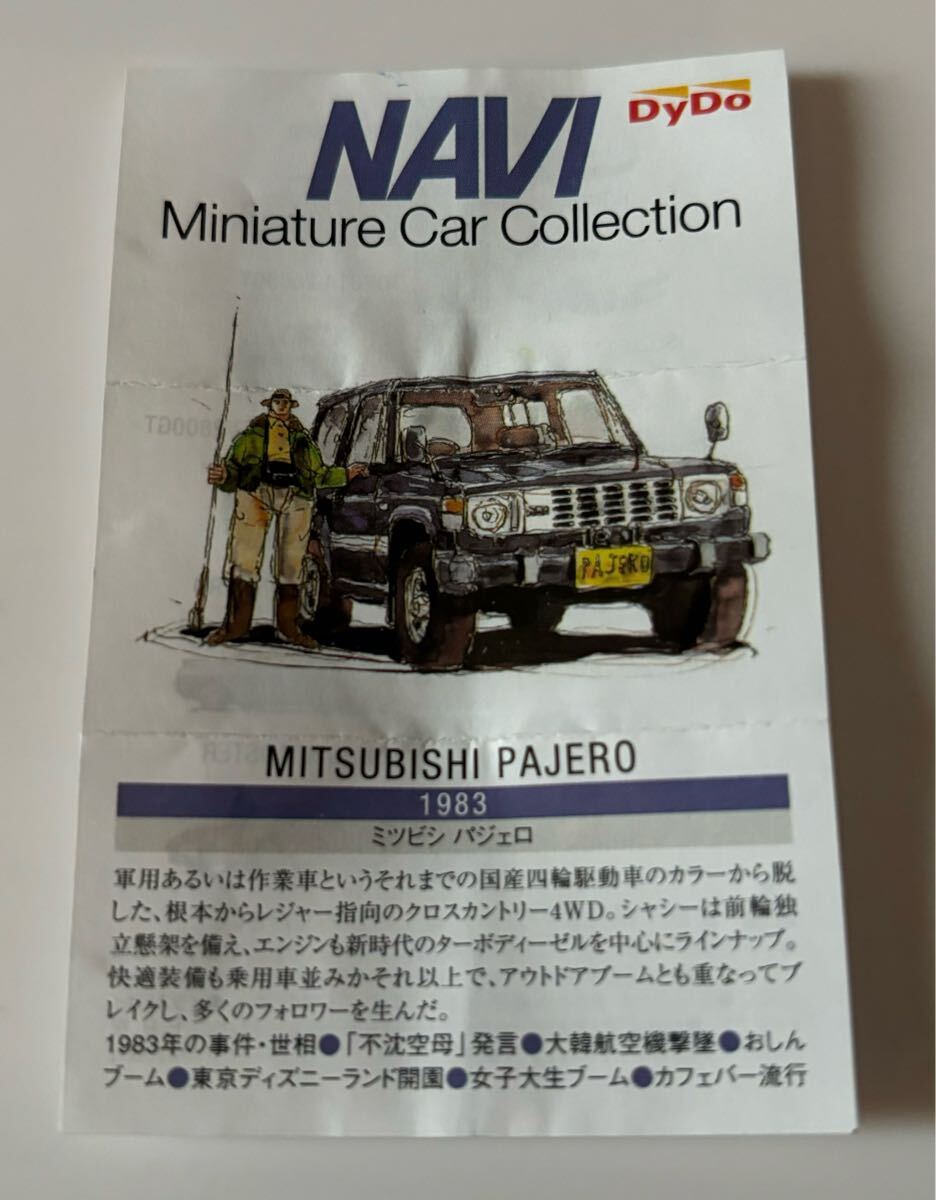 NAVI
DyDo
Miniature Car Collection
PAJERO
MITSUBISHI PAJERO
1983
ミツビシ パジェロ
軍用あるいは作業車というそれまでの国産四輪駆動車のカラーから脱
した、根本からレジャー指向のクロスカントリー4WD。シャシーは前輪独
立懸架を備え、エンジンも新時代のターボディーゼルを中心にラインナップ。
快適装備も乗用車並みかそれ以上で、アウトドアブームとも重なってブ
レイクし、多くのフォロワーを生んだ。
1983年の事件・世相●「不沈空母」発言●大韓航空機撃墜●おしん
ブーム●東京ディズニーランド開園●女子大生ブーム●カフェバー流行